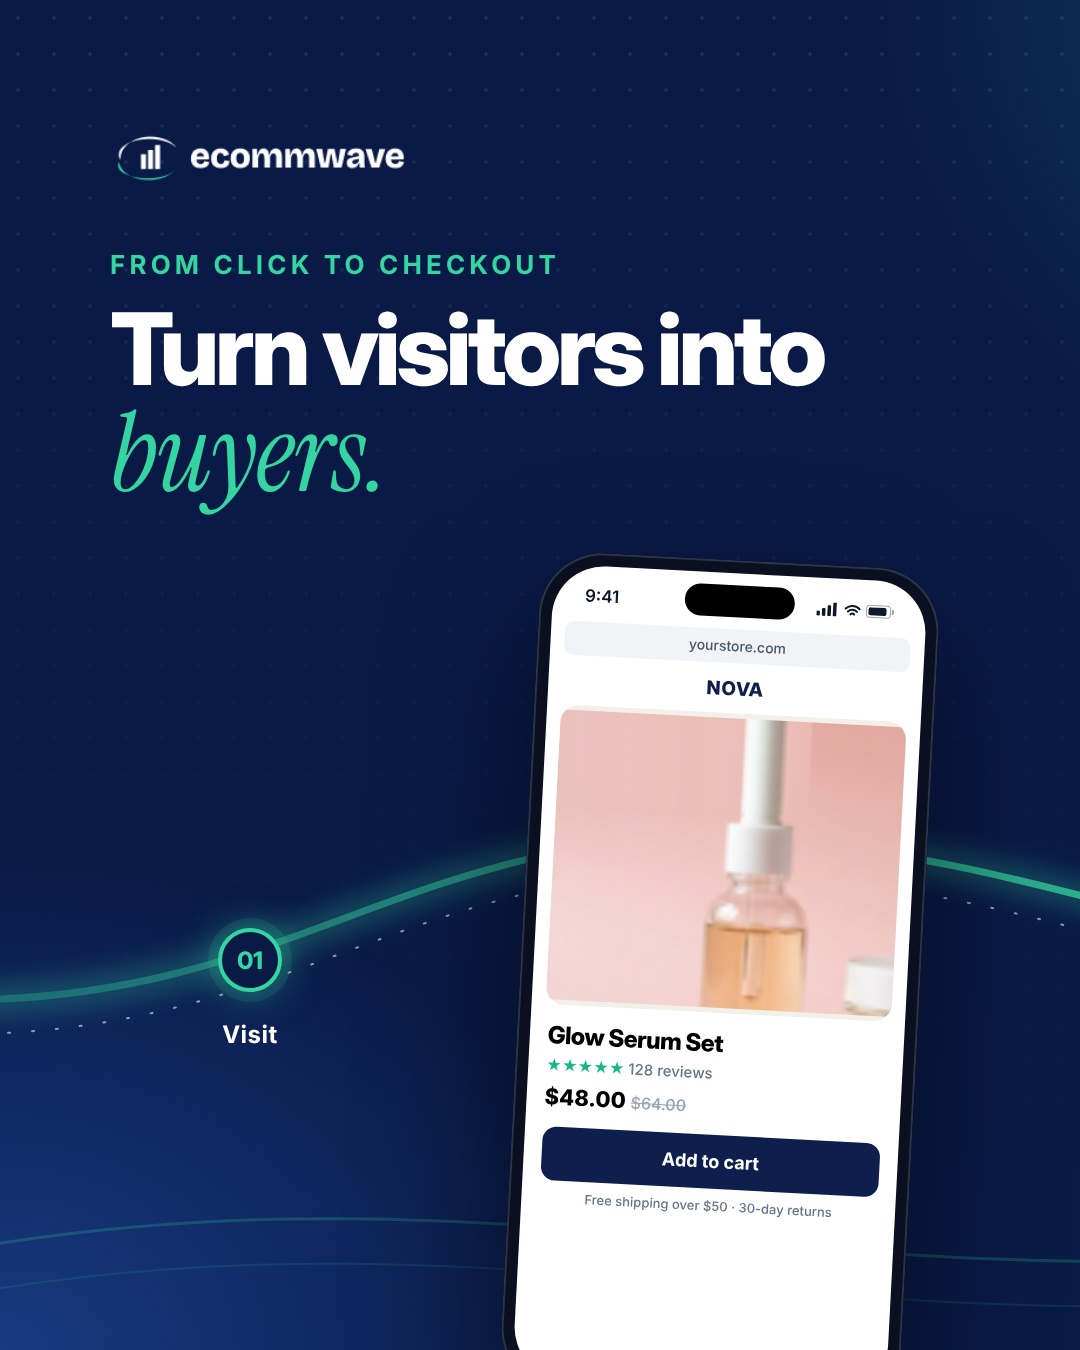 ecommwave
FROM CLICK TO CHECKOUT
Turn visitors into
buyers.
9:41
yourstore.com
NOVA
01
Visit
Glow Serum Set
★★★★★ 128 reviews
$48.00 $64.00
Add to cart
Free shipping over $50 · 30-day returns